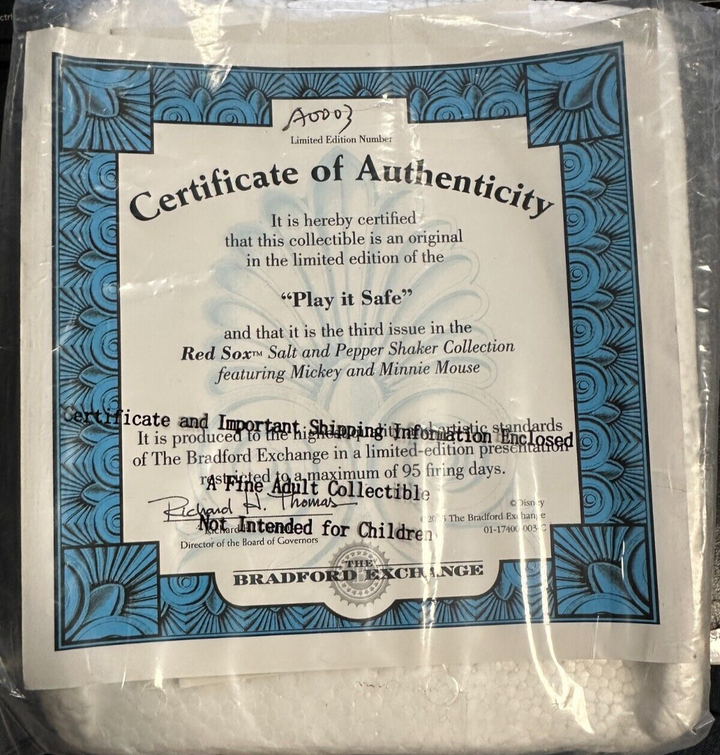 A0003
Limited Edition Number
Certificate of Authenticity
It is hereby certified
that this collectible is an original
in the limited edition of the
“Play it Safe”
and that it is the third issue in the
Red Sox™ Salt and Pepper Shaker Collection
featuring Mickey and Minnie Mouse
Certificate and Important Shipping Information Enclosed
It is produced to the artistic standards
of The Bradford Exchange in a limited-edition presentation
restricted to a maximum of 95 firing days.
A Fine Adult Collectible
Richard H. Thomas
©Disney
The Bradford Exchange
Not Intended for Children
01-17400-003
Director of the Board of Governors
THE
BRADFORD EXCHANGE